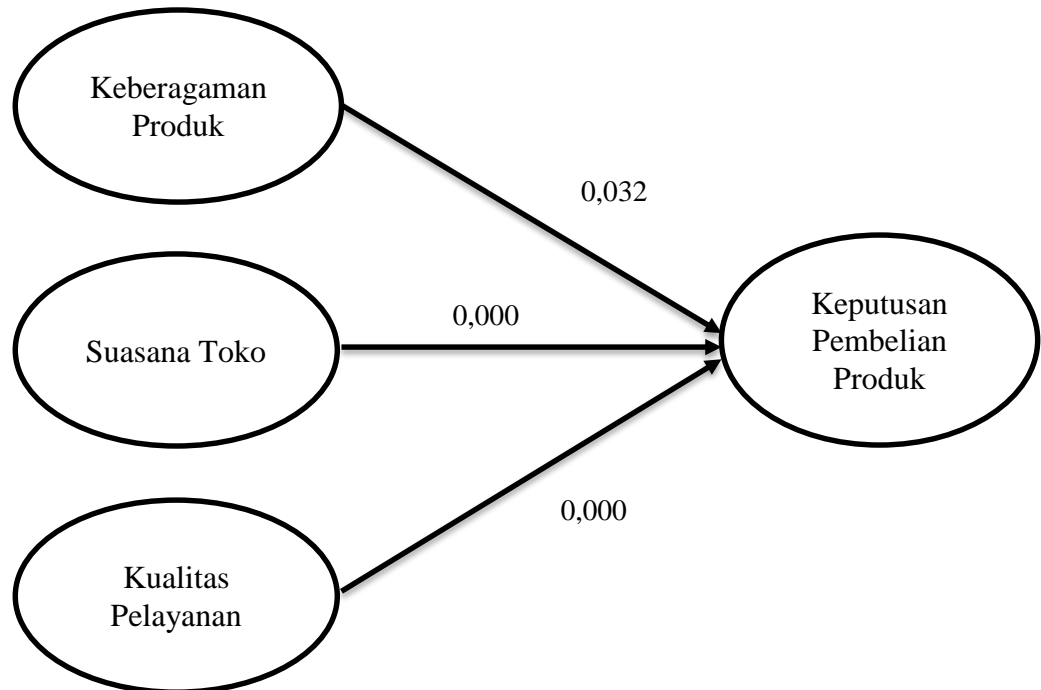 Keberagaman
Produk
0,032
Suasana Toko
0,000
Keputusan
Pembelian
Produk
Kualitas
Pelayanan
0,000